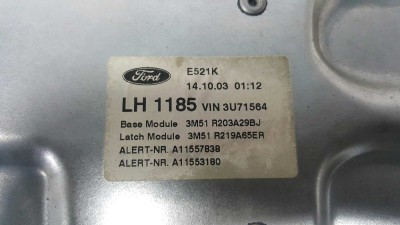 Ford
E521K
14.10.03 01:12
LH 1185 VIN 3U71564
Base Module 3M51 R203A29BJ
Latch Module 3M51 R219A65ER
ALERT-NR. A11557838
ALERT-NR. A11553180